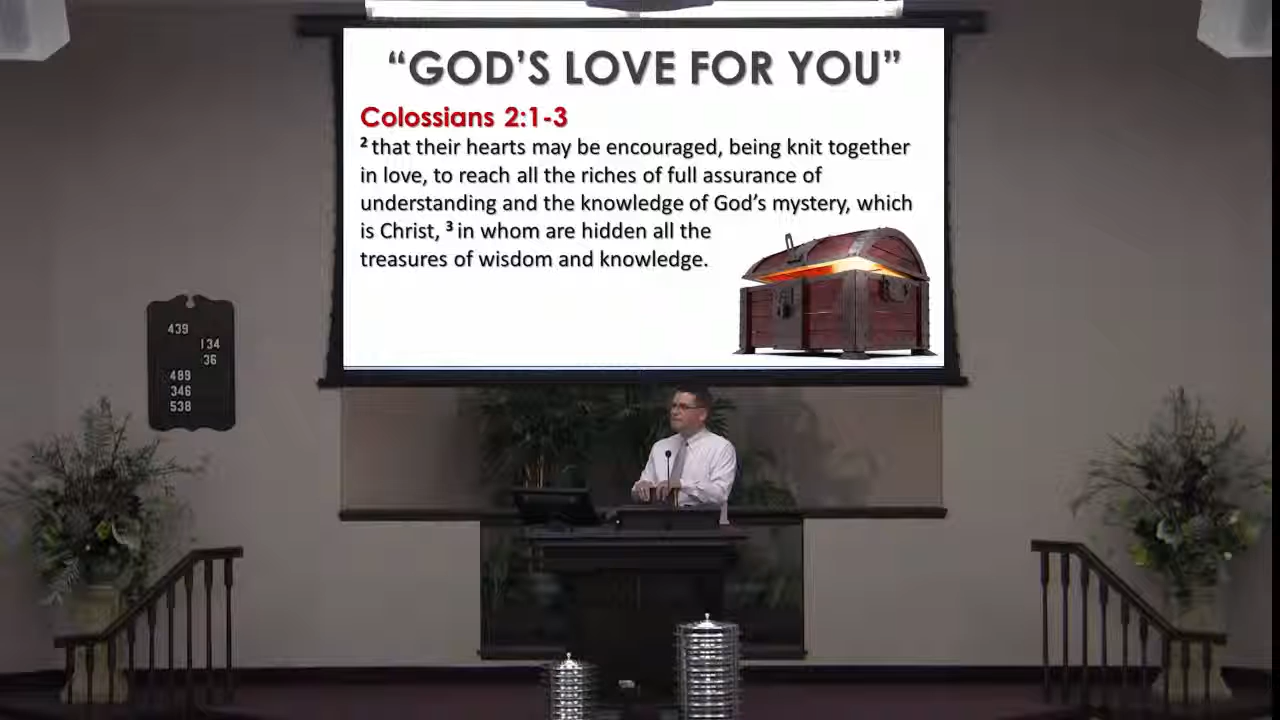 “GOD’S LOVE FOR YOU”
Colossians 2:1-3
² that their hearts may be encouraged, being knit together
in love, to reach all the riches of full assurance of
understanding and the knowledge of God’s mystery, which
is Christ, ³ in whom are hidden all the
treasures of wisdom and knowledge.
439
134
36
489
346
538